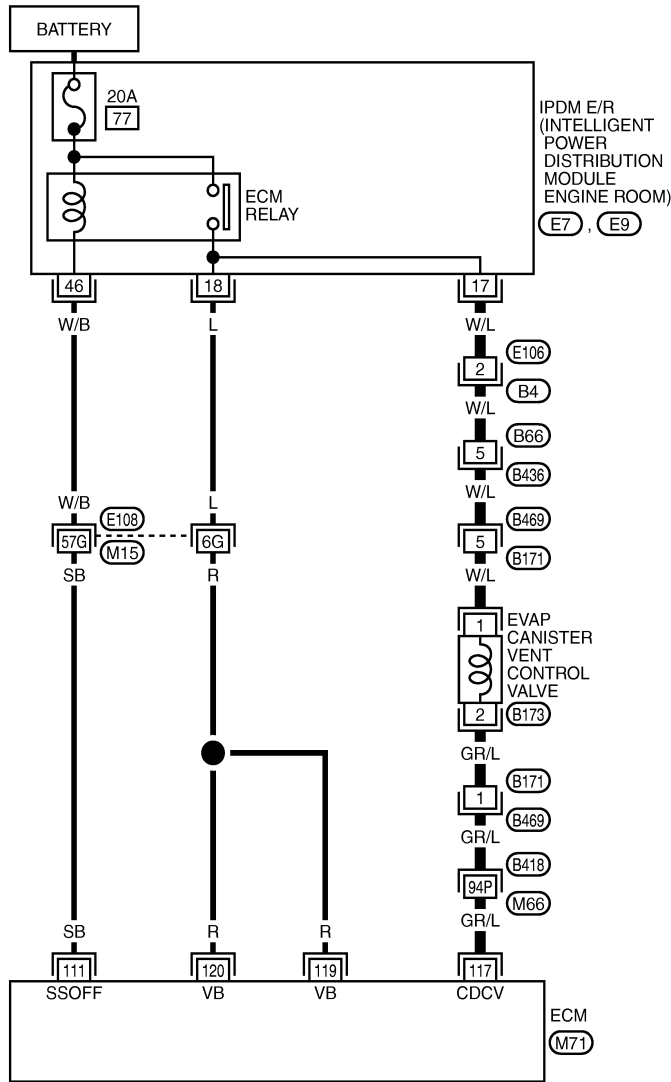 BATTERY
20A
77
IPDM E/R
(INTELLIGENT
POWER
DISTRIBUTION
MODULE
ENGINE ROOM)
E7 , E9
ECM
RELAY
46 18 17
W/B L W/L
2 E106
B4
W/L
5 B66
B436
W/L
W/B L
57G E108 6G
M15
SB R
5 B469
B171
W/L
1 EVAP
CANISTER
VENT
CONTROL
VALVE
2 B173
GR/L
1 B171
B469
GR/L
94P B418
M66
GR/L
SB R R
111 120 119 117
SSOFF VB VB CDCV
ECM
M71